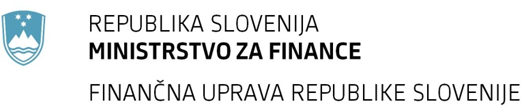 REPUBLIKA SLOVENIJA
MINISTRSTVO ZA FINANCE
FINANČNA UPRAVA REPUBLIKE SLOVENIJE